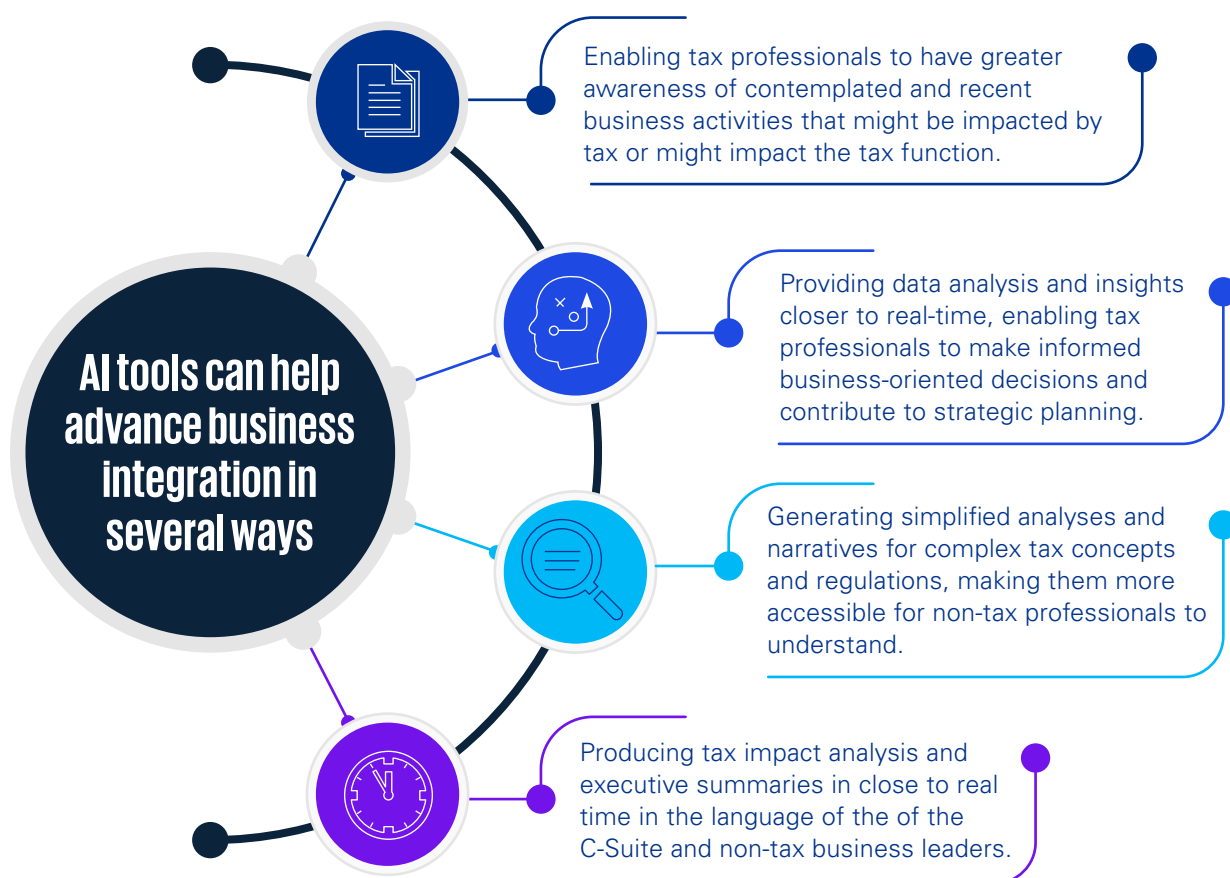 AI tools can help
advance business
integration in
several ways
Enabling tax professionals to have greater
awareness of contemplated and recent
business activities that might be impacted by
tax or might impact the tax function.
Providing data analysis and insights
closer to real-time, enabling tax
professionals to make informed
business-oriented decisions and
contribute to strategic planning.
Generating simplified analyses and
narratives for complex tax concepts
and regulations, making them more
accessible for non-tax professionals to
understand.
Producing tax impact analysis and
executive summaries in close to real
time in the language of the of the
C-Suite and non-tax business leaders.